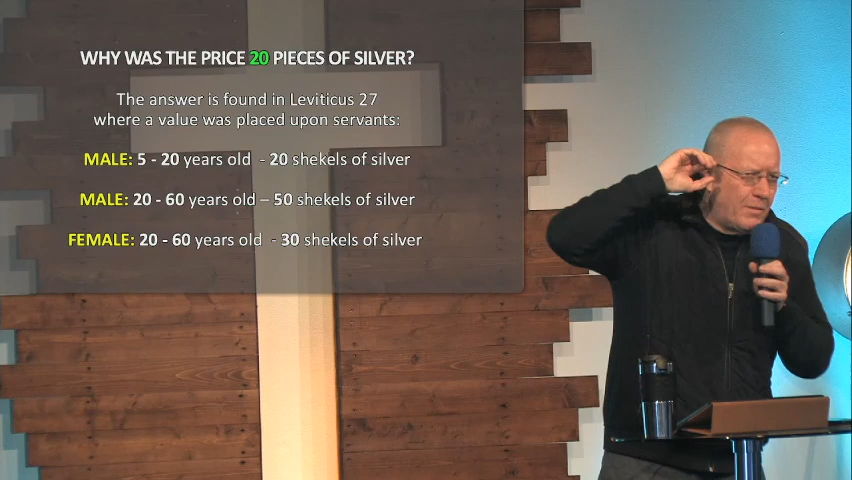 WHY WAS THE PRICE 20 PIECES OF SILVER?
The answer is found in Leviticus 27
where a value was placed upon servants:
MALE: 5 - 20 years old - 20 shekels of silver
MALE: 20 - 60 years old – 50 shekels of silver
FEMALE: 20 - 60 years old - 30 shekels of silver